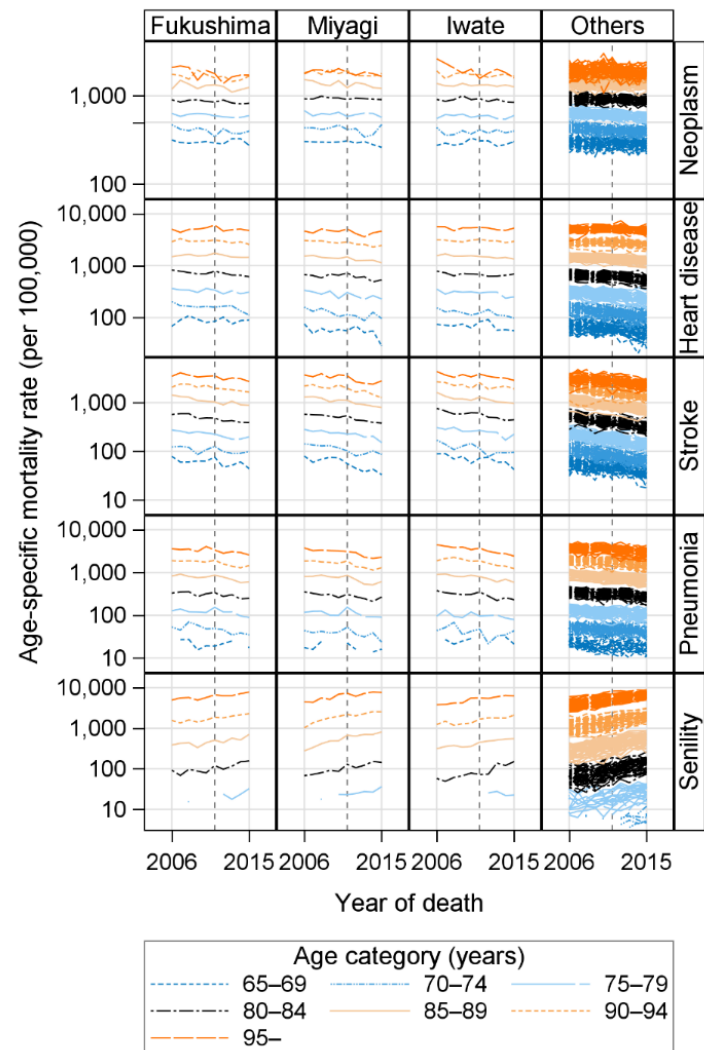 Fukushima Miyagi Iwate Others
1,000
100
Neoplasm
10,000
1,000
100
Heart disease
1,000
100
10
Stroke
10,000
1,000
100
10
Pneumonia
10,000
1,000
100
10
Senility
Age-specific mortality rate (per 100,000)
2006 2015 2006 2015 2006 2015 2006 2015
Year of death
Age category (years)
65–69 70–74 75–79
80–84 85–89 90–94
95–